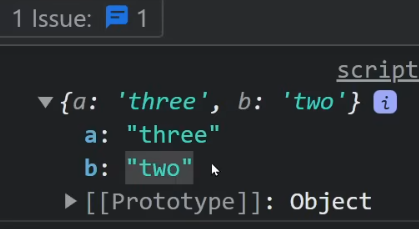 1 Issue: 1
script
▼ {a: 'three', b: 'two'} i
a: "three"
b: "two"
▶ [[Prototype]]: Object